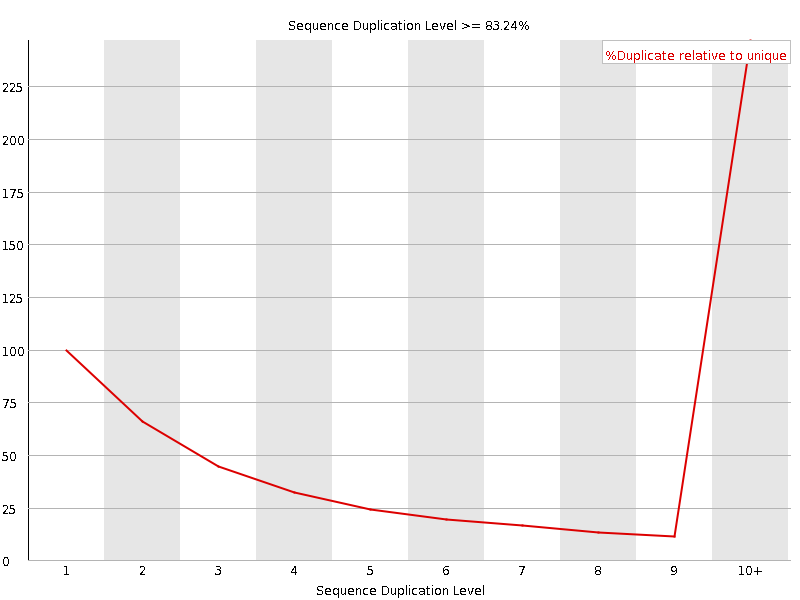 Sequence Duplication Level >= 83.24%
%Duplicate relative to unique
225
200
175
150
125
100
75
50
25
0
1 2 3 4 5 6 7 8 9 10+
Sequence Duplication Level